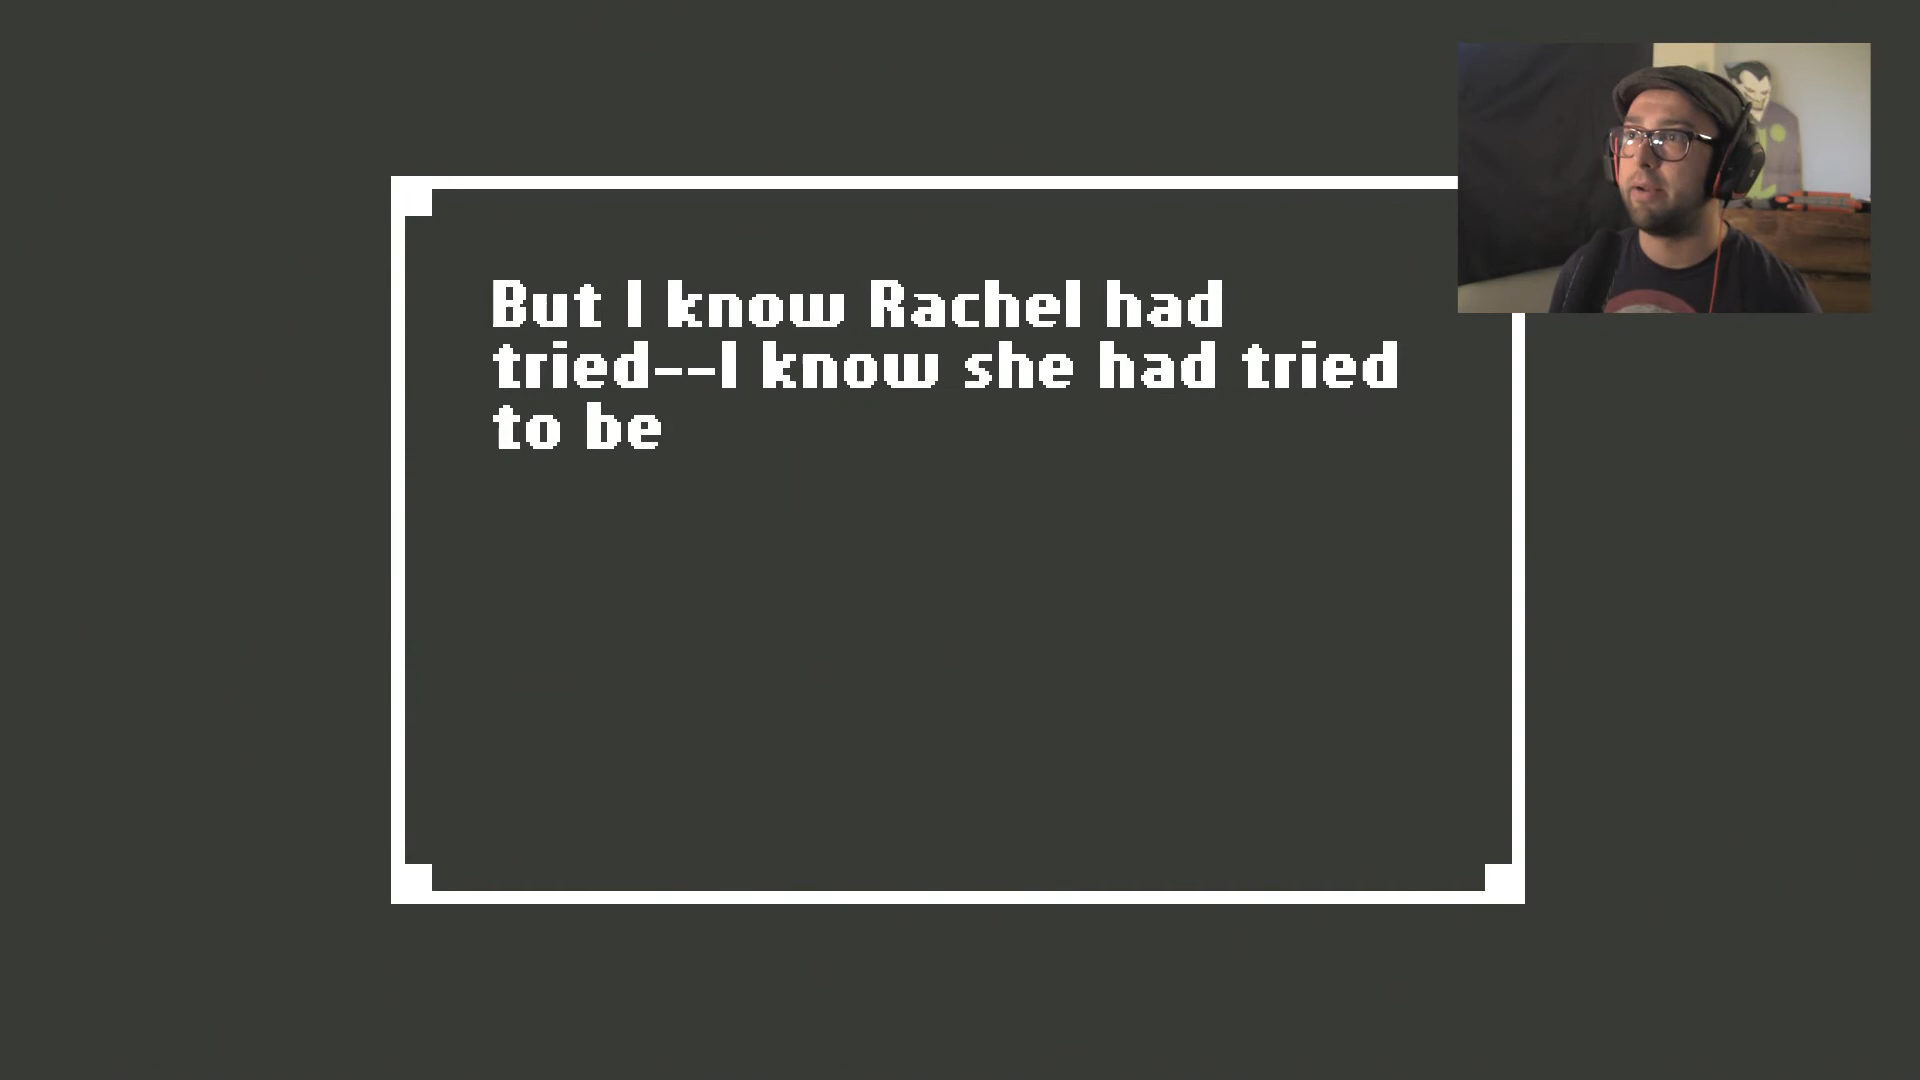 But I know Rachel had
tried--I know she had tried
to be